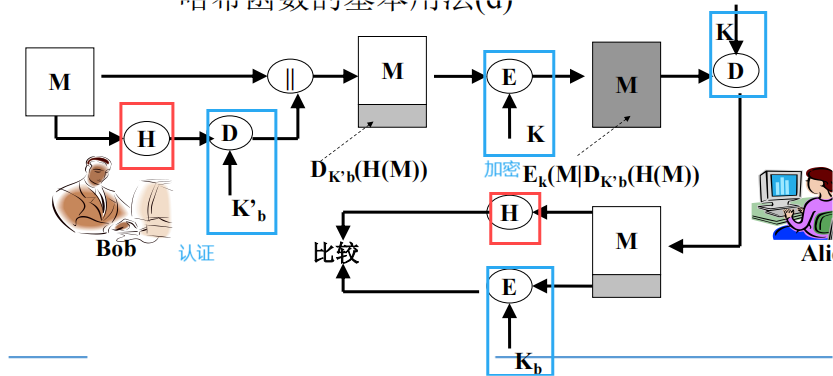 哈希函数的基本用法(d)
M
||
M
E
M
K
D
H
D
K
D_{K'b}(H(M))
加密
E_k(M|D_{K'b}(H(M))
K'_b
Bob
认证
H
M
比较
Ali
E
K_b